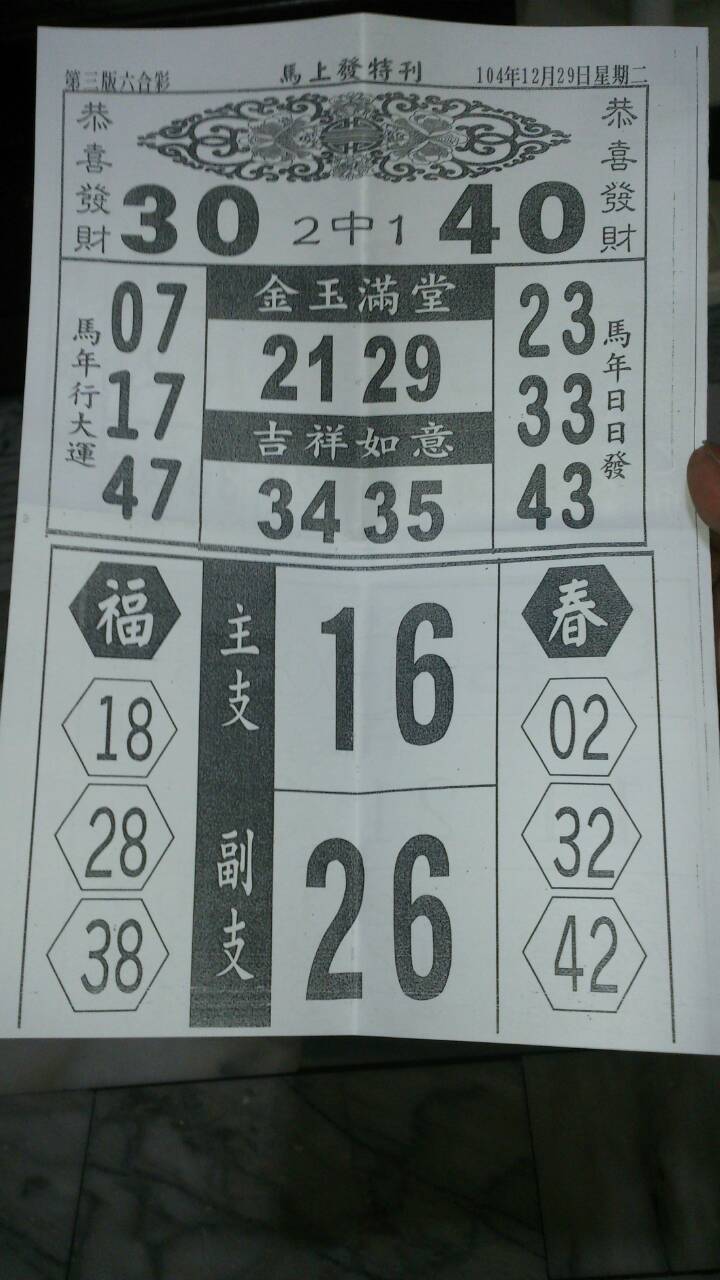 第三版六合彩 馬上發特刊 104年12月29日星期二
恭喜發財
30 2中1 40
恭喜發財
馬年行大運
07
17
47
金玉滿堂
21 29
吉祥如意
34 35
23
33
43
馬年日日發
福
18
28
38
主支
16
副支
26
春
02
32
42